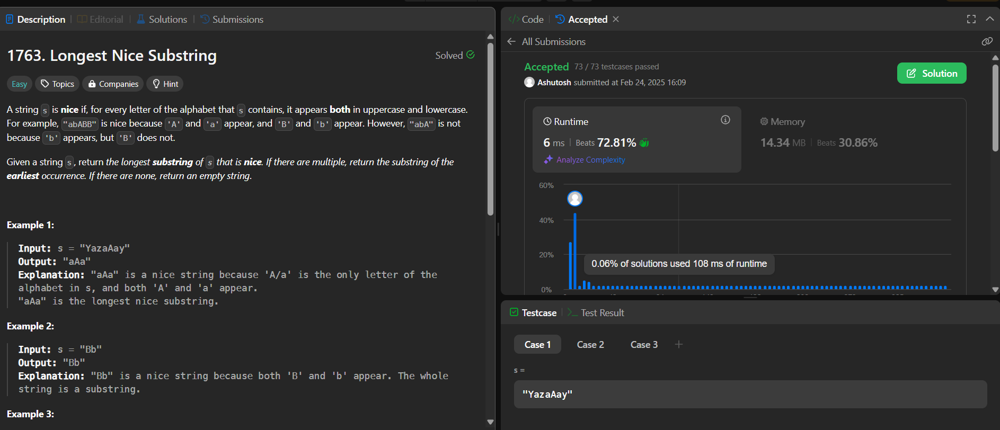 Description
Editorial
Solutions
Submissions
1763. Longest Nice Substring
Solved
Easy
Topics
Companies
Hint
A string s is nice if, for every letter of the alphabet that s contains, it appears both in uppercase and lowercase.
For example, "abABB" is nice because 'A' and 'a' appear, and 'B' and 'b' appear. However, "abA" is not
because 'b' appears, but 'B' does not.
Given a string s, return the longest substring of s that is nice. If there are multiple, return the substring of the
earliest occurrence. If there are none, return an empty string.
Example 1:
Input: s = "YazaAay"
Output: "aAa"
Explanation: "aAa" is a nice string because 'A/a' is the only letter of the
alphabet in s, and both 'A' and 'a' appear.
"aAa" is the longest nice substring.
Example 2:
Input: s = "Bb"
Output: "Bb"
Explanation: "Bb" is a nice string because both 'B' and 'b' appear. The whole
string is a substring.
Example 3:
</> Code
Accepted
All Submissions
Accepted 73 / 73 testcases passed
Ashutosh submitted at Feb 24, 2025 16:09
Solution
Runtime
6 ms | Beats 72.81%
Analyze Complexity
Memory
14.34 MB | Beats 30.86%
60%
40%
20%
0%
0.06% of solutions used 108 ms of runtime
Testcase
>_ Test Result
Case 1
Case 2
Case 3
+
s =
"YazaAay"